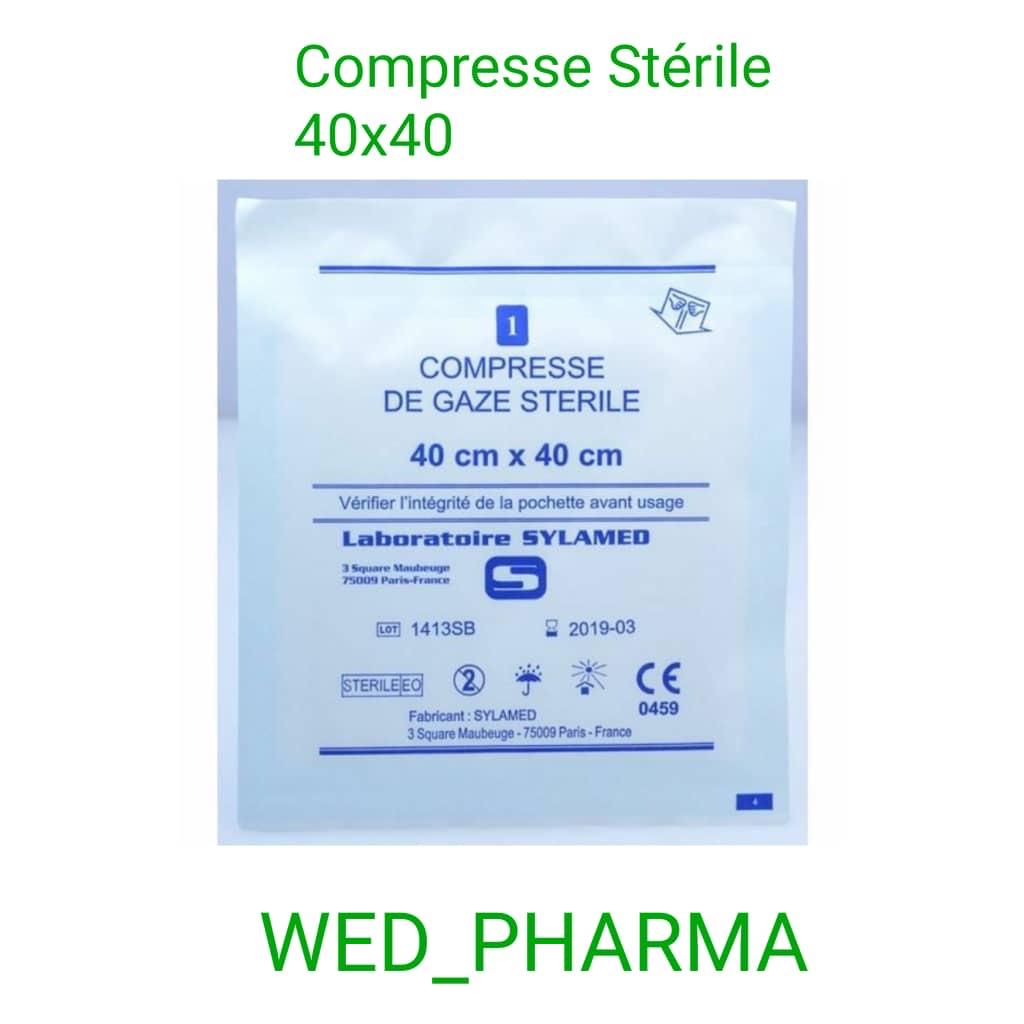 Compresse Stérile
40x40
1
COMPRESSE
DE GAZE STERILE
40 cm x 40 cm
Vérifier l'intégrité de la pochette avant usage
Laboratoire SYLAMED
3 Square Maubeuge
75009 Paris-France
S
LOT 1413SB 2019-03
STERILE EO 2 CE
0459
Fabricant : SYLAMED
3 Square Maubeuge - 75009 Paris - France
4
WED_PHARMA